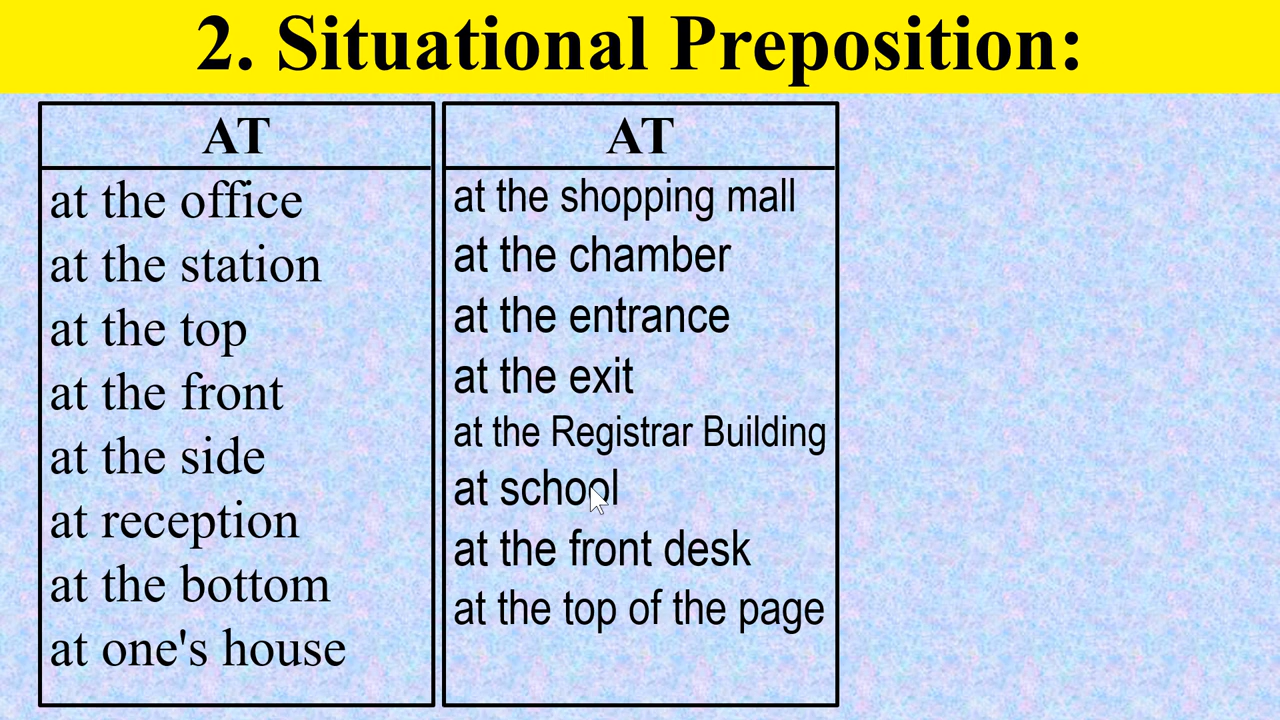 2. Situational Preposition:
AT
at the office
at the station
at the top
at the front
at the side
at reception
at the bottom
at one's house
AT
at the shopping mall
at the chamber
at the entrance
at the exit
at the Registrar Building
at school
at the front desk
at the top of the page